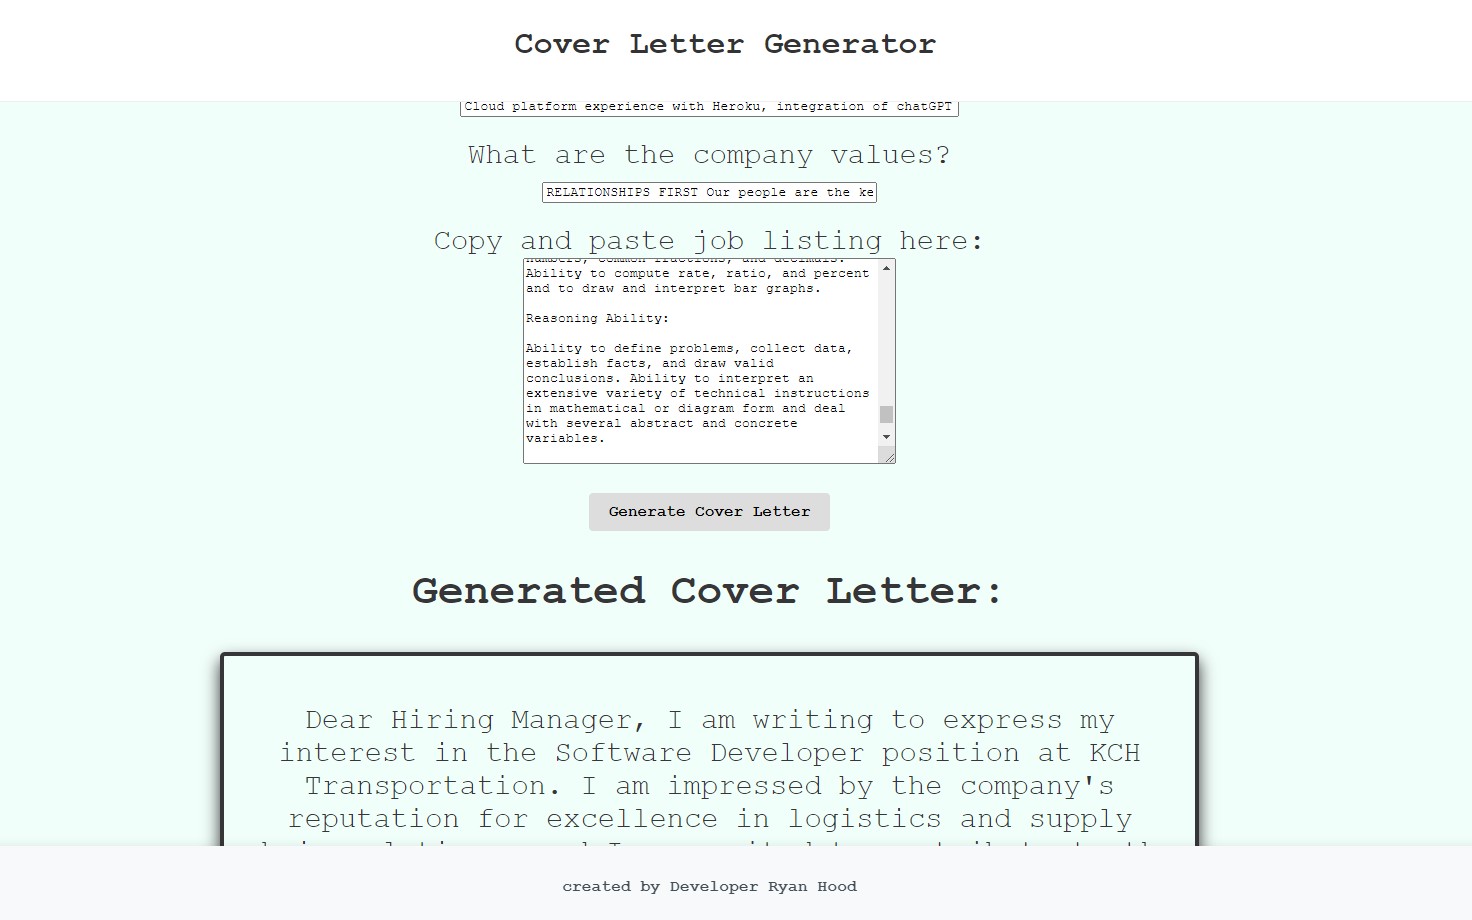 Cover Letter Generator
Cloud platform experience with Heroku, integration of chatGPT
What are the company values?
RELATIONSHIPS FIRST Our people are the ke
Copy and paste job listing here:
numbers, common fractions, and decimals.
Ability to compute rate, ratio, and percent
and to draw and interpret bar graphs.
Reasoning Ability:
Ability to define problems, collect data,
establish facts, and draw valid
conclusions. Ability to interpret an
extensive variety of technical instructions
in mathematical or diagram form and deal
with several abstract and concrete
variables.
Generate Cover Letter
Generated Cover Letter:
Dear Hiring Manager, I am writing to express my
interest in the Software Developer position at KCH
Transportation. I am impressed by the company's
reputation for excellence in logistics and supply
created by Developer Ryan Hood